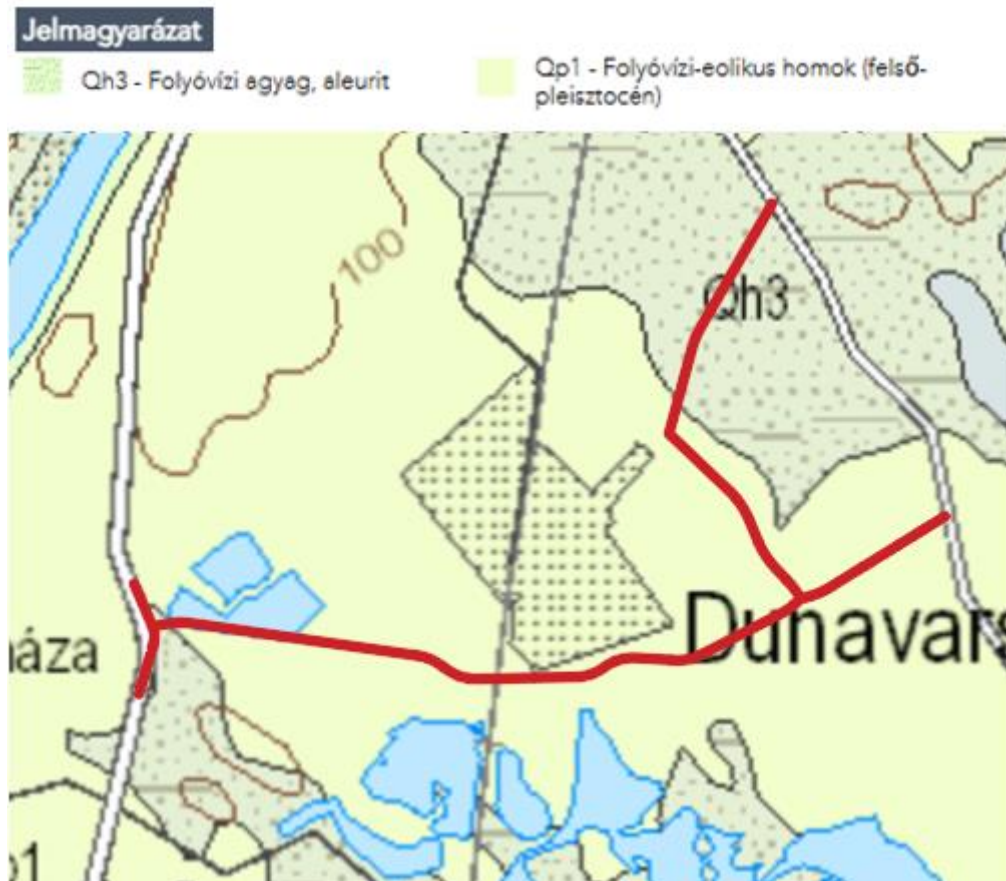 Jelmagyarázat
Qh3 - Folyóvízi agyag, aleurit
Qp1 - Folyóvízi-eolikus homok (felső-
pleisztocén)
100
Qh3
Dunavars
áza